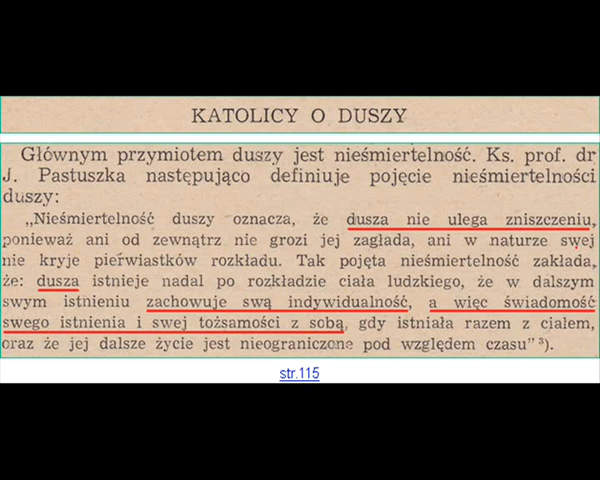 KATOLICY O DUSZY
Głównym przymiotem duszy jest nieśmiertelność. Ks. prof. dr
J. Pastuszka następująco definiuje pojęcie nieśmiertelności
duszy:
„Nieśmiertelność duszy oznacza, że dusza nie ulega zniszczeniu,
ponieważ ani od zewnątrz nie grozi jej zagłada, ani w naturze swej
nie kryje pierwiastków rozkładu. Tak pojęta nieśmiertelność zakłada,
że: dusza istnieje nadal po rozkładzie ciała ludzkiego, że w dalszym
swym istnieniu zachowuje swą indywidualność, a więc świadomość
swego istnienia i swej tożsamości z sobą, gdy istniała razem z ciałem,
oraz że jej dalsze życie jest nieograniczone pod względem czasu" ³).
str.115